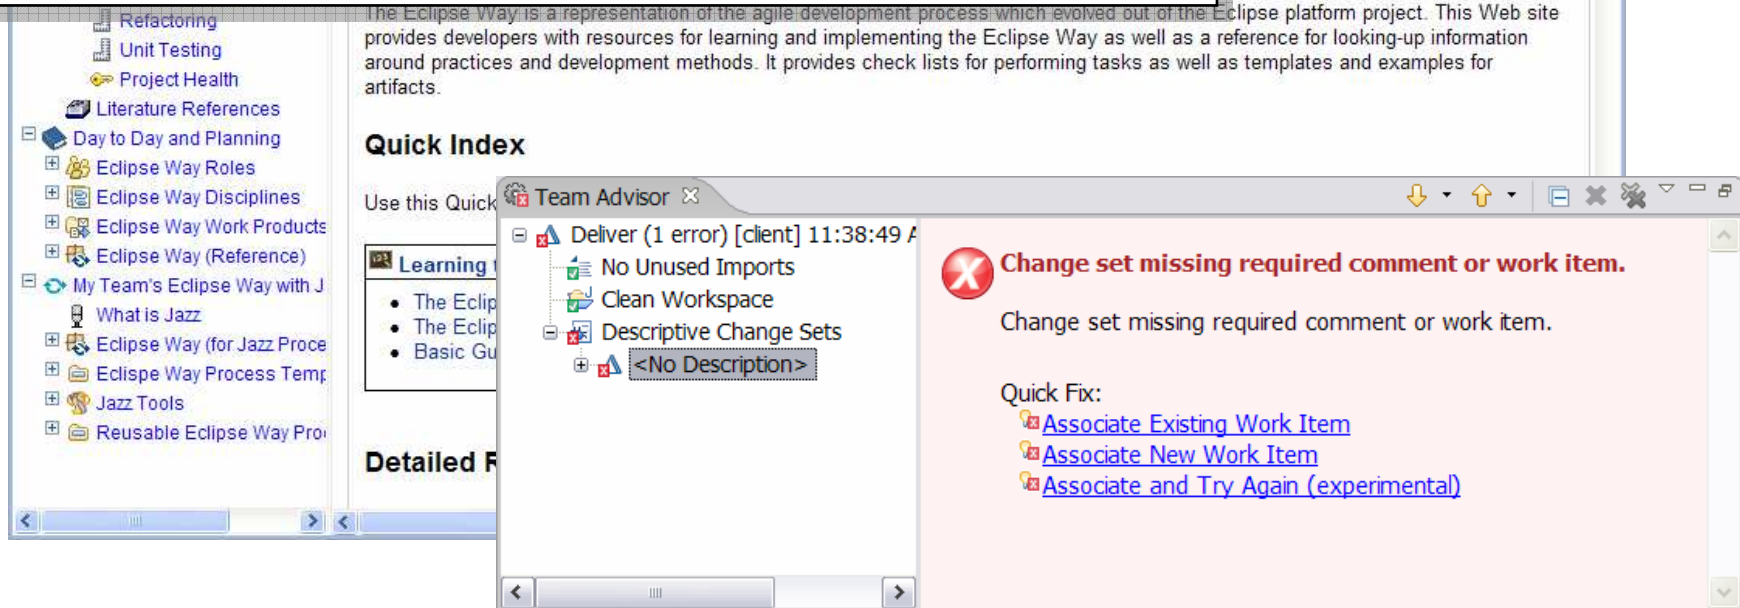 Refactoring
Unit Testing
Project Health
Literature References
Day to Day and Planning
Eclipse Way Roles
Eclipse Way Disciplines
Eclipse Way Work Products
Eclipse Way (Reference)
My Team's Eclipse Way with J
What is Jazz
Eclipse Way (for Jazz Proce
Eclispe Way Process Temp
Jazz Tools
Reusable Eclipse Way Pro
The Eclipse Way is a representation of the agile development process which evolved out of the Eclipse platform project. This Web site
provides developers with resources for learning and implementing the Eclipse Way as well as a reference for looking-up information
around practices and development methods. It provides check lists for performing tasks as well as templates and examples for
artifacts.
Quick Index
Use this Quick
Learning t
The Eclip
The Eclip
Basic Gu
Detailed R
Team Advisor
Deliver (1 error) [client] 11:38:49 A
No Unused Imports
Clean Workspace
Descriptive Change Sets
<No Description>
Change set missing required comment or work item.
Change set missing required comment or work item.
Quick Fix:
Associate Existing Work Item
Associate New Work Item
Associate and Try Again (experimental)